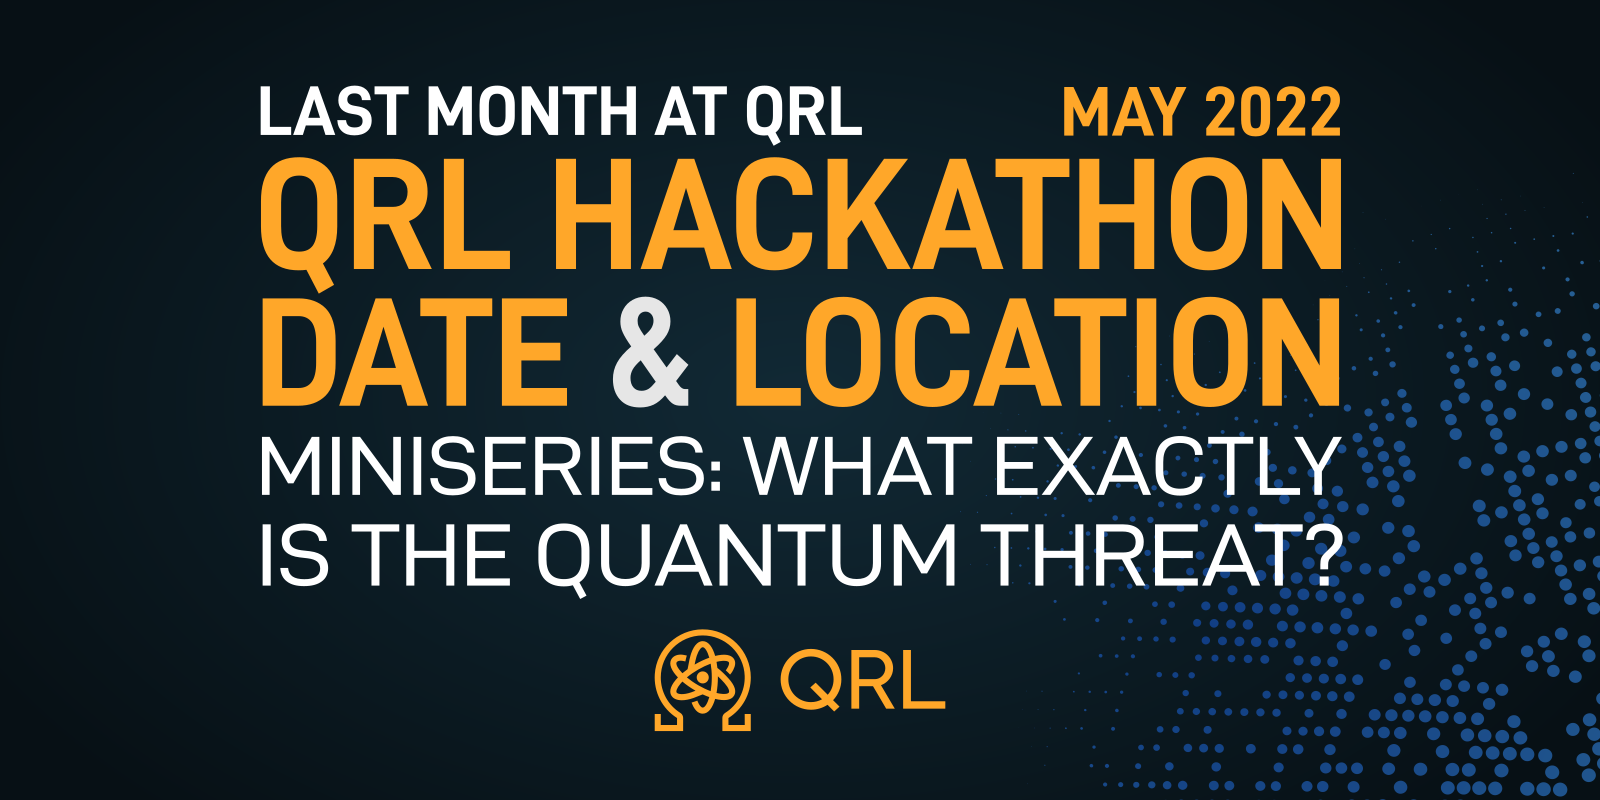 LAST MONTH AT QRL MAY 2022
QRL HACKATHON
DATE & LOCATION
MINISERIES: WHAT EXACTLY
IS THE QUANTUM THREAT?
QRL